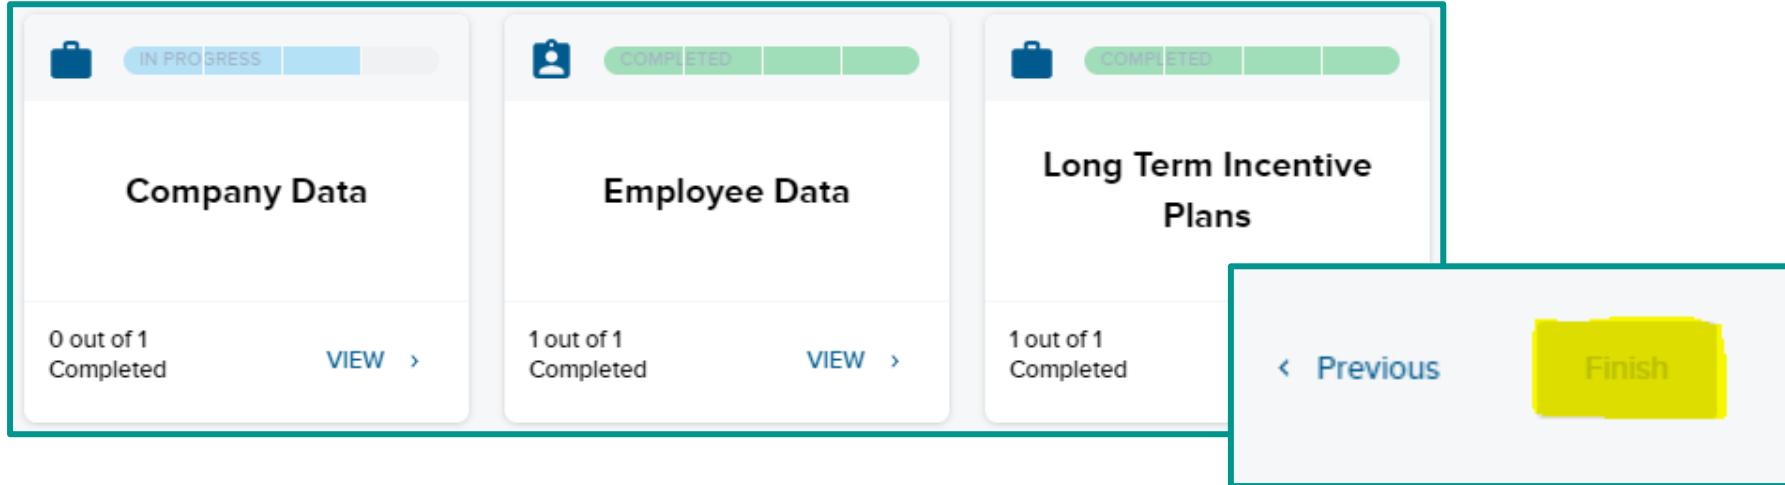 IN PROGRESS
Company Data
0 out of 1
Completed
VIEW
COMPLETED
Employee Data
1 out of 1
Completed
VIEW
COMPLETED
Long Term Incentive
Plans
1 out of 1
Completed
Previous
Finish